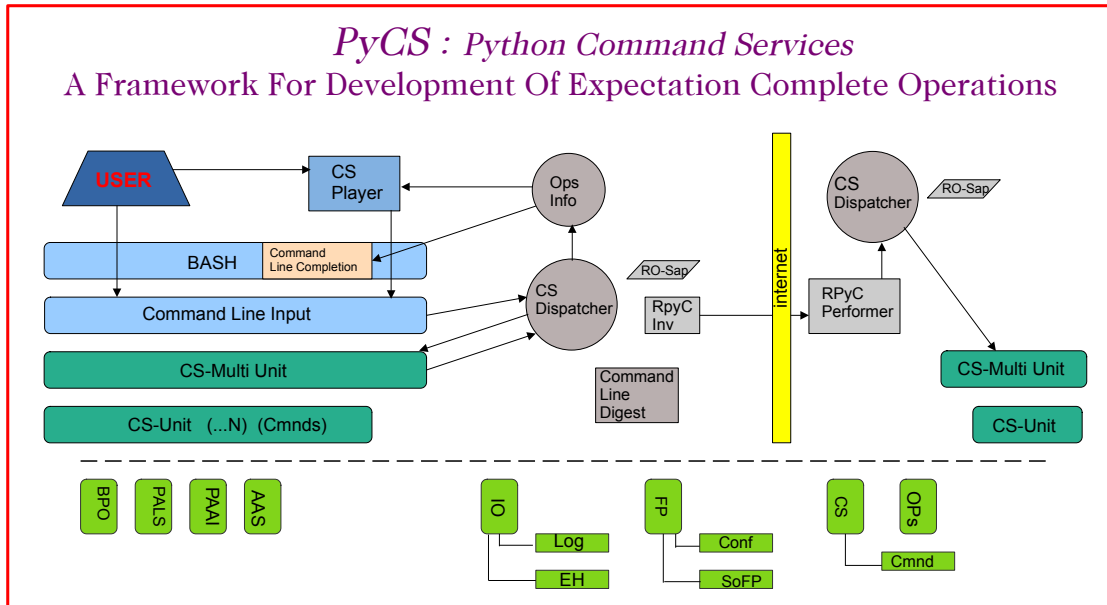 PyCS : Python Command Services
A Framework For Development Of Expectation Complete Operations
USER
CS
Player
Ops
Info
CS
Dispatcher
RO-Sap
BASH
Command
Line Completion
Command Line Input
CS
Dispatcher
RO-Sap
RpyC
Inv
internet
RPyC
Performer
CS-Multi Unit
Command
Line
Digest
CS-Multi Unit
CS-Unit (...N) (Cmnds)
CS-Unit
BPO
PALS
PAAI
AAS
IO
Log
EH
FP
Conf
SoFP
CS
OPs
Cmnd